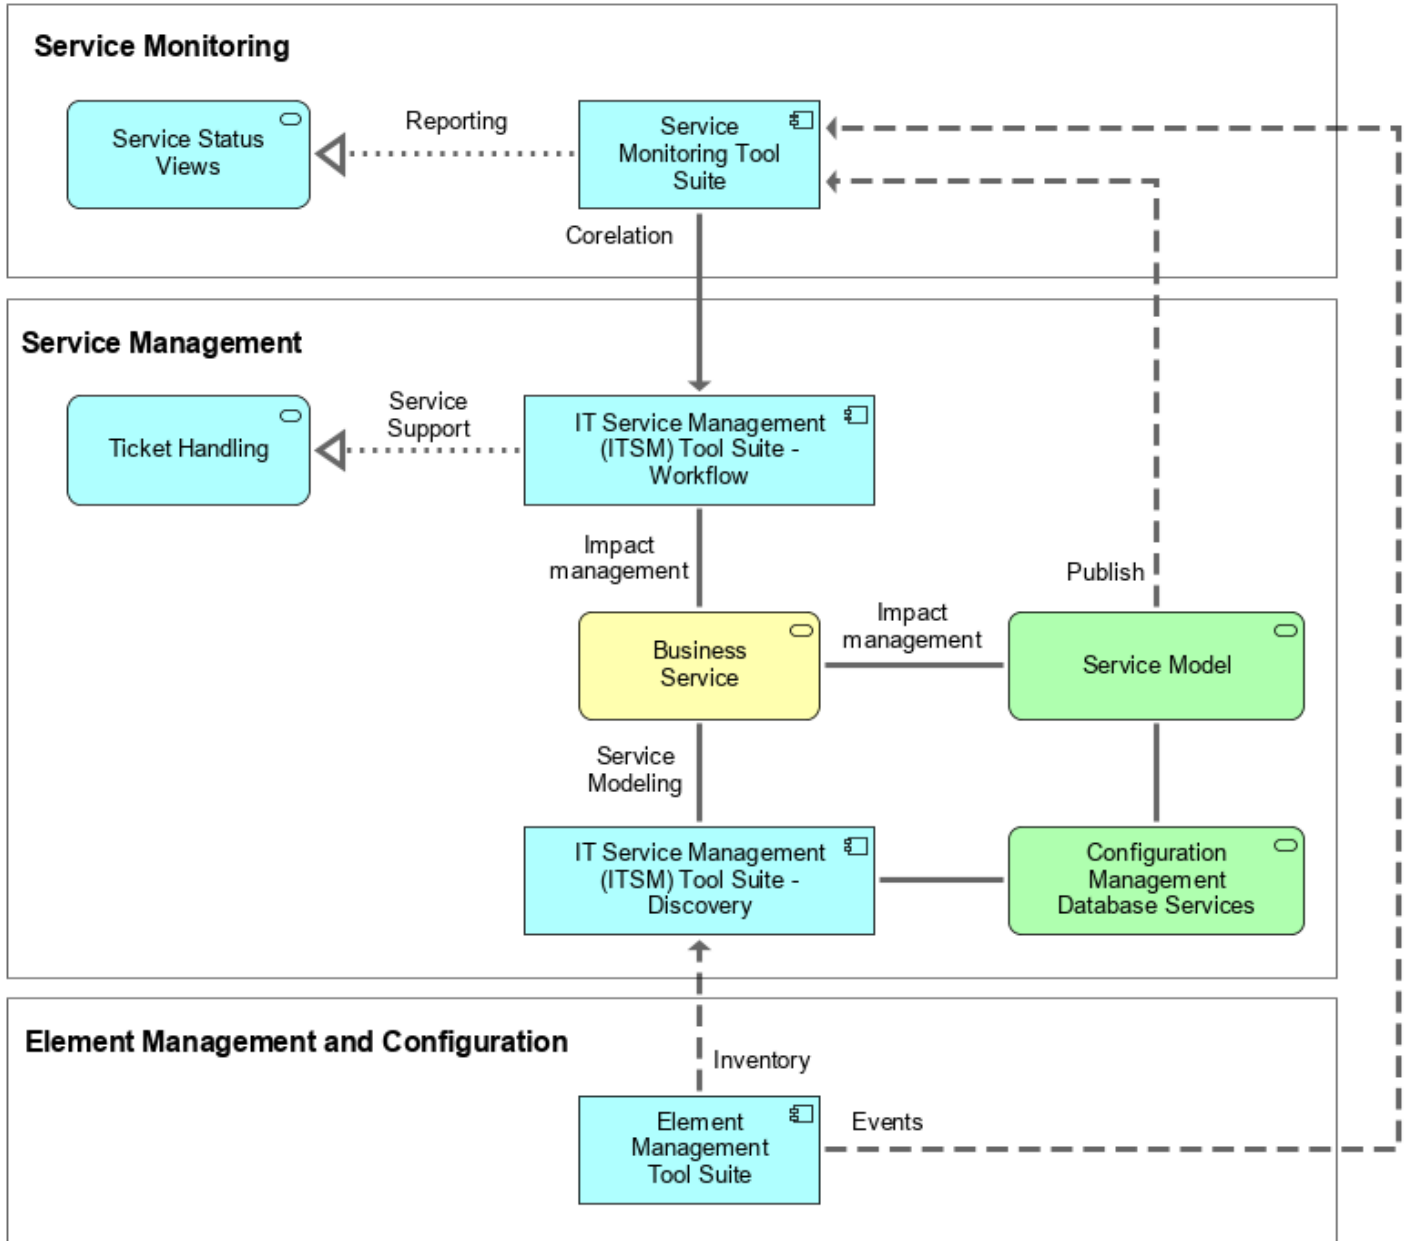 Service Monitoring
Service Status
Views
Reporting
Service
Monitoring Tool
Suite
Corelation
Service Management
Ticket Handling
Service
Support
IT Service Management
(ITSM) Tool Suite -
Workflow
Impact
management
Publish
Business
Service
Impact
management
Service Model
Service
Modeling
IT Service Management
(ITSM) Tool Suite -
Discovery
Configuration
Management
Database Services
Element Management and Configuration
Inventory
Element
Management
Tool Suite
Events